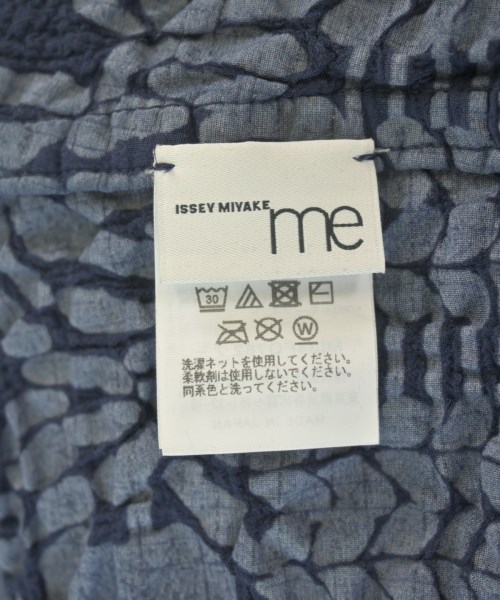 ISSEY MIYAKE
me
30
W
洗濯ネットを使用してください。
柔軟剤は使用しないでください。
同系色と洗ってください。